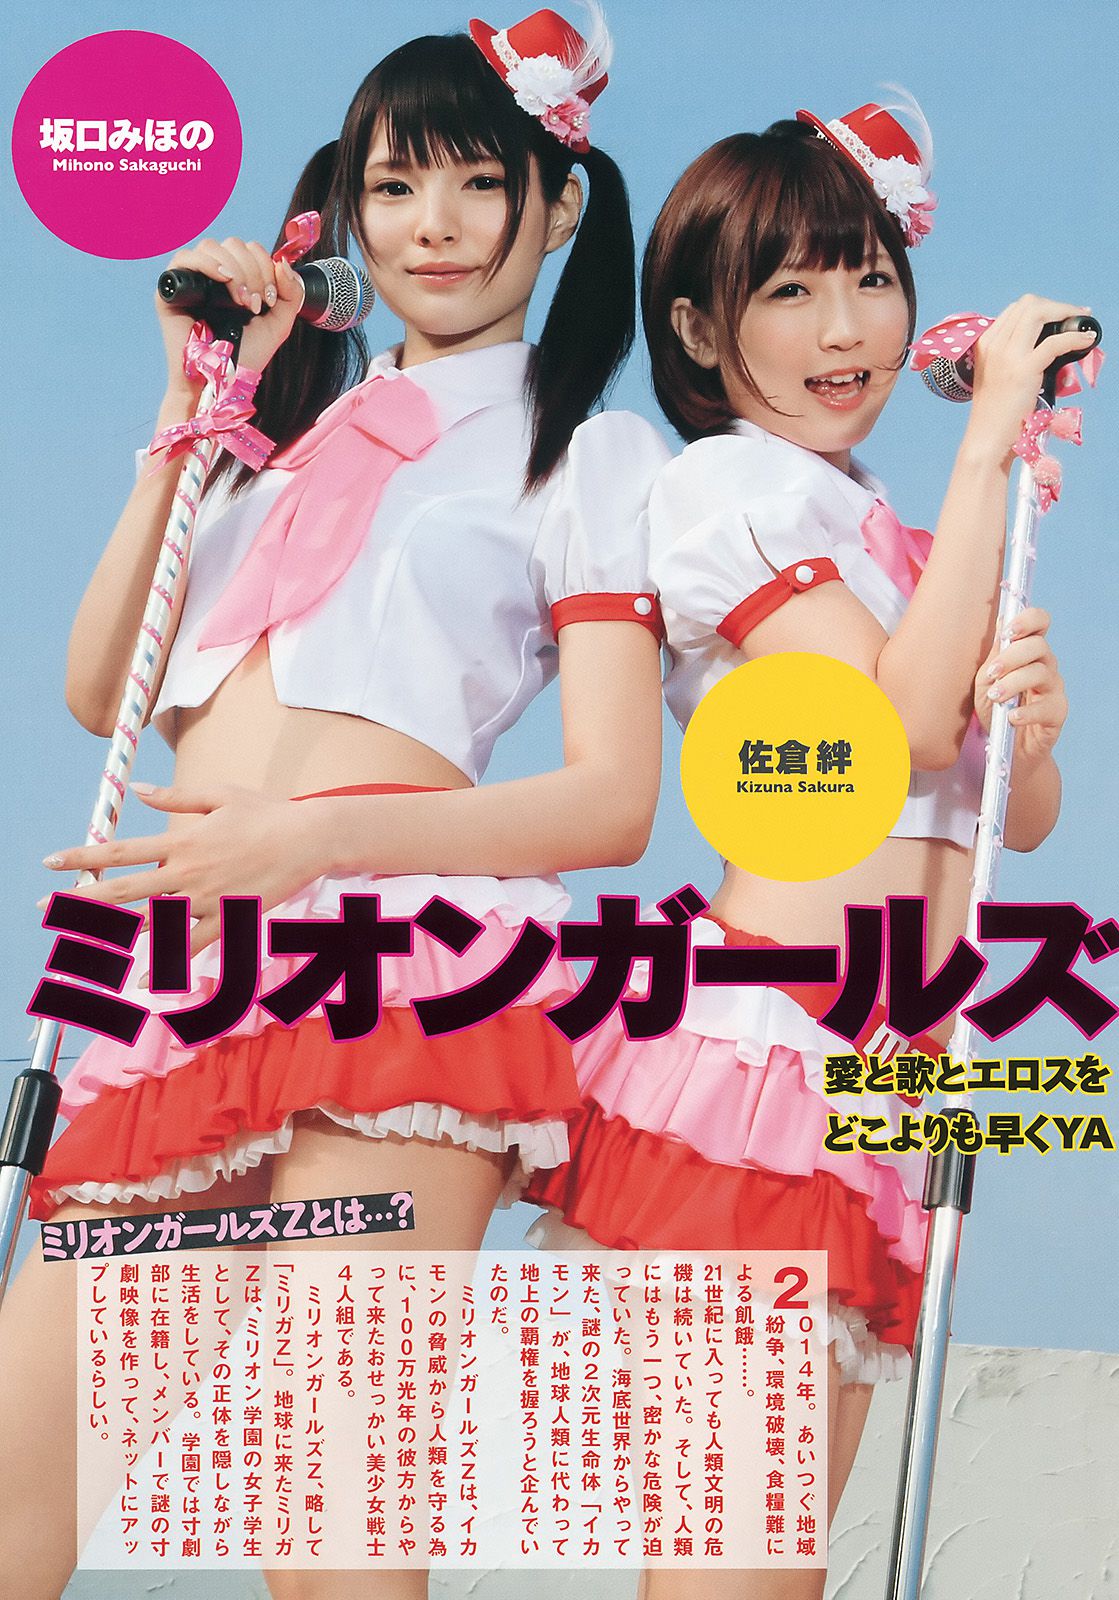 坂口みほの
Mihono Sakaguchi
佐倉絆
Kizuna Sakura
ミリオンガールズ
愛と歌とエロスを
どこよりも早くYA
ミリオンガールズZとは…?
2014年。あいつぐ地域
紛争、環境破壊、食糧難に
よる飢餓……。
21世紀に入っても人類文明の危
機は続いていた。そして、人類
にはもう一つ、密かな危険が迫
っていた。海底世界からやって
来た、謎の2次元生命体「イカ
モン」が、地球人類に代わって
地上の覇権を握ろうと企んでい
たのだ。
ミリオンガールズZは、イカ
モンの脅威から人類を守る為
に、100万光年の彼方からや
って来たおせっかい美少女戦士
4人組である。
ミリオンガールズZ、略して
「ミリガZ」。地球に来たミリガ
Zは、ミリオン学園の女子学生
として、その正体を隠しながら
生活をしている。学園では寸劇
部に在籍し、メンバーで謎の寸
劇映像を作って、ネットにアッ
プしているらしい。